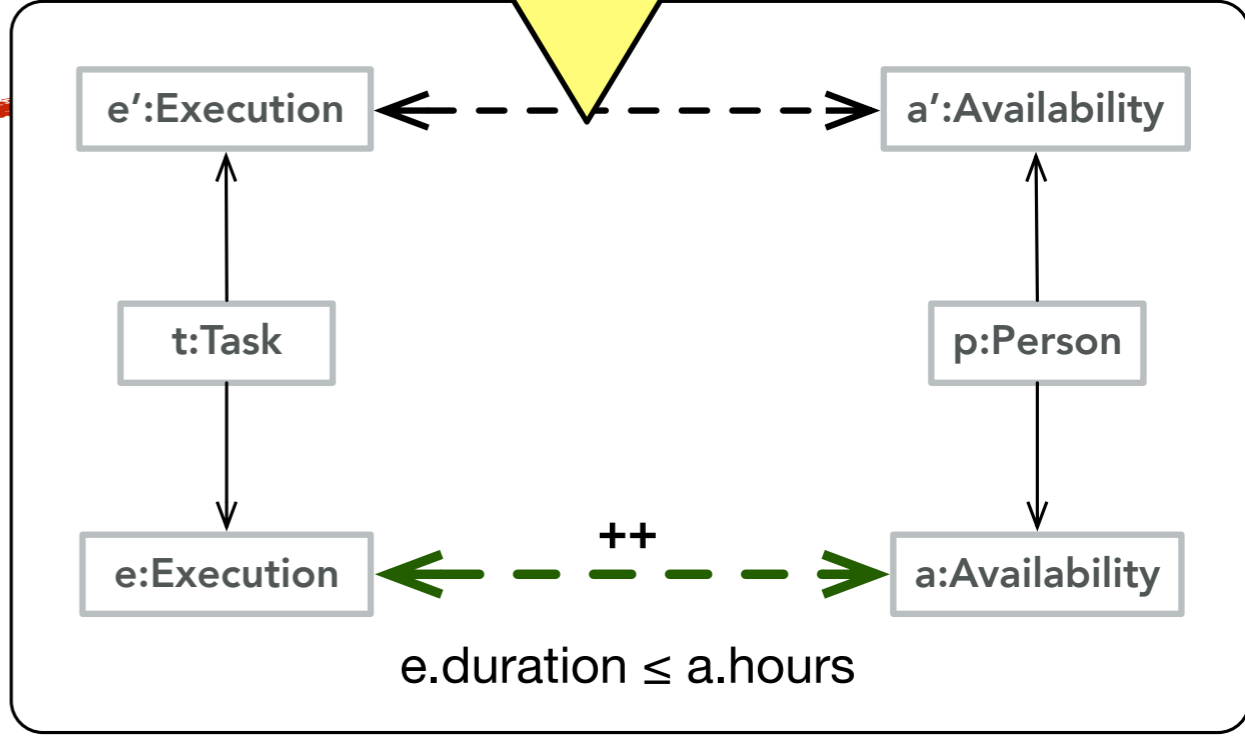 e':Execution
a':Availability
t:Task
p:Person
++
e:Execution
a:Availability
e.duration ≤ a.hours